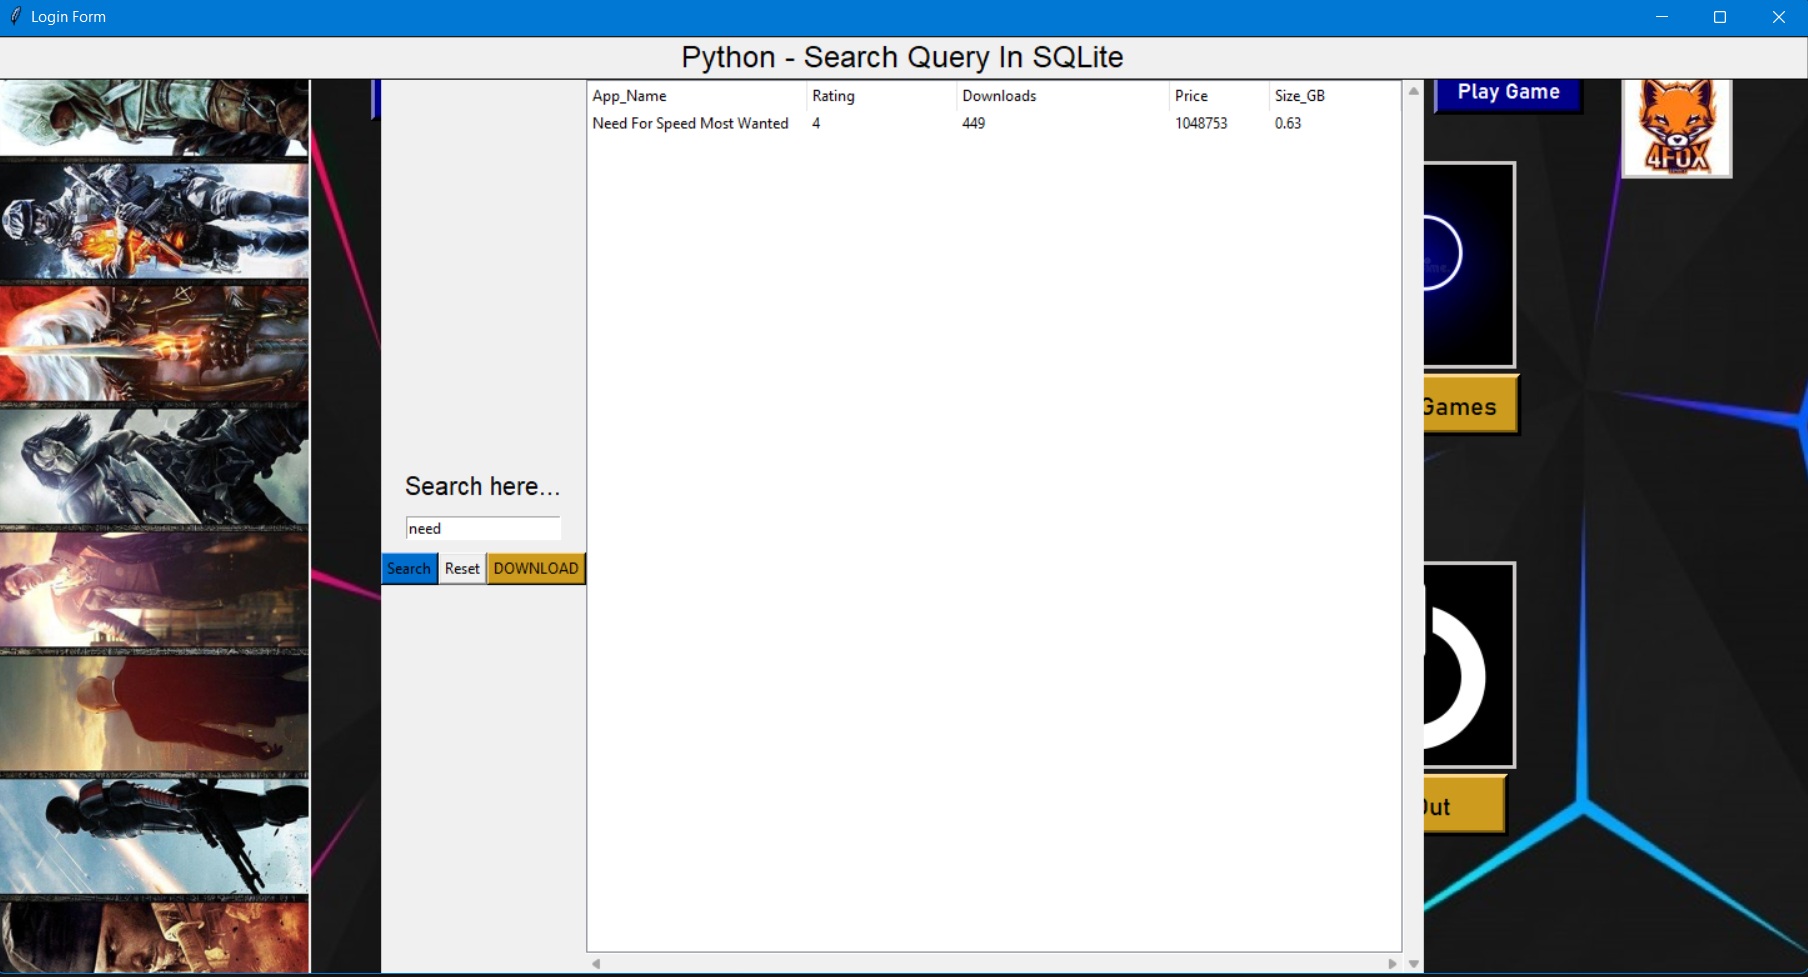 Login Form
Python - Search Query In SQLite
App_Name Rating Downloads Price Size_GB
Need For Speed Most Wanted 4 449 1048753 0.63
Search here...
need
Search Reset DOWNLOAD
Play Game
4FOX
Games
Out